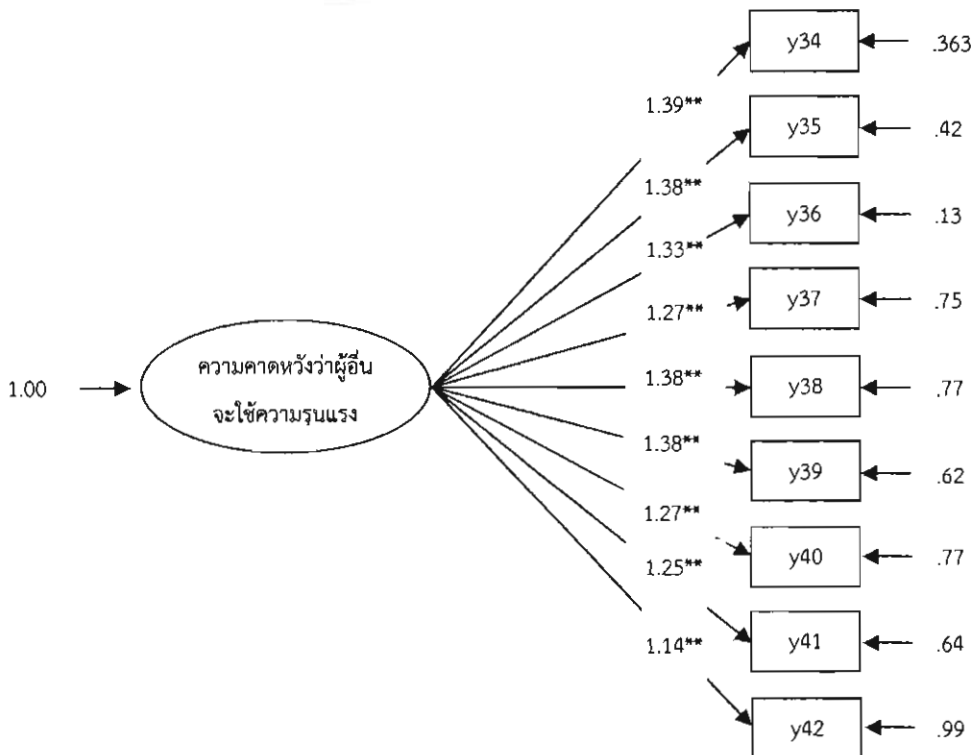 y34
.363
1.39**
y35
.42
1.38**
y36
.13
1.33**
y37
.75
1.27**
ความคาดหวังว่าผู้อื่น
จะใช้ความรุนแรง
1.00
1.38**
y38
.77
1.38**
y39
.62
1.27**
y40
.77
1.25**
y41
.64
1.14**
y42
.99